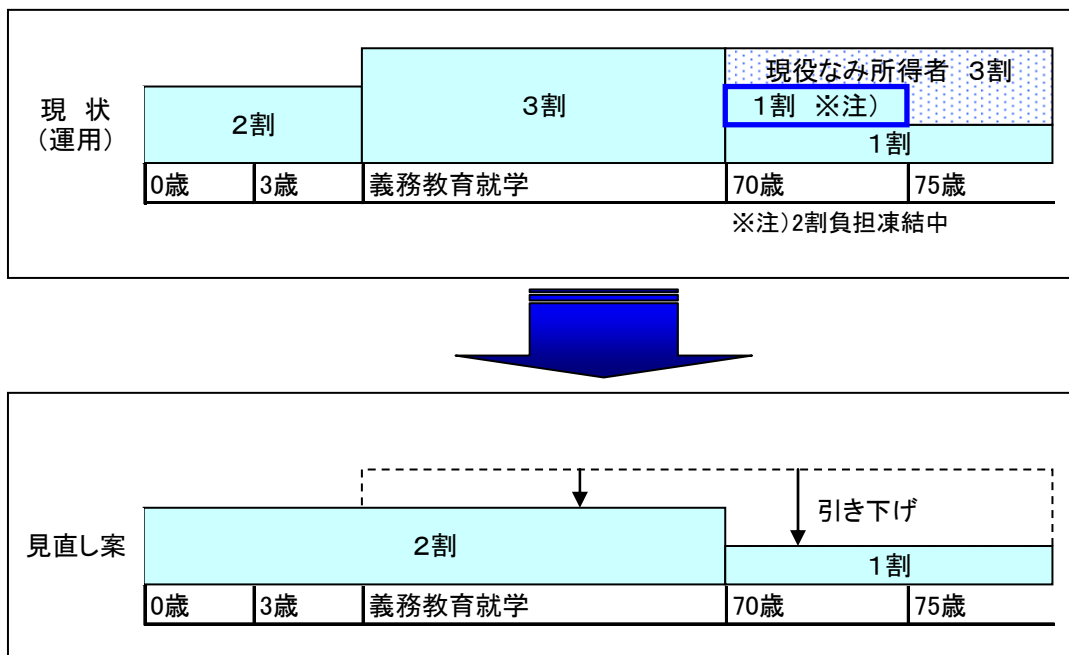 現役なみ所得者 3割
現 状
(運用)
2割
3割
1割 ※注)
1割
0歳
3歳
義務教育就学
70歳
75歳
※注)2割負担凍結中
引き下げ
見直し案
2割
1割
0歳
3歳
義務教育就学
70歳
75歳